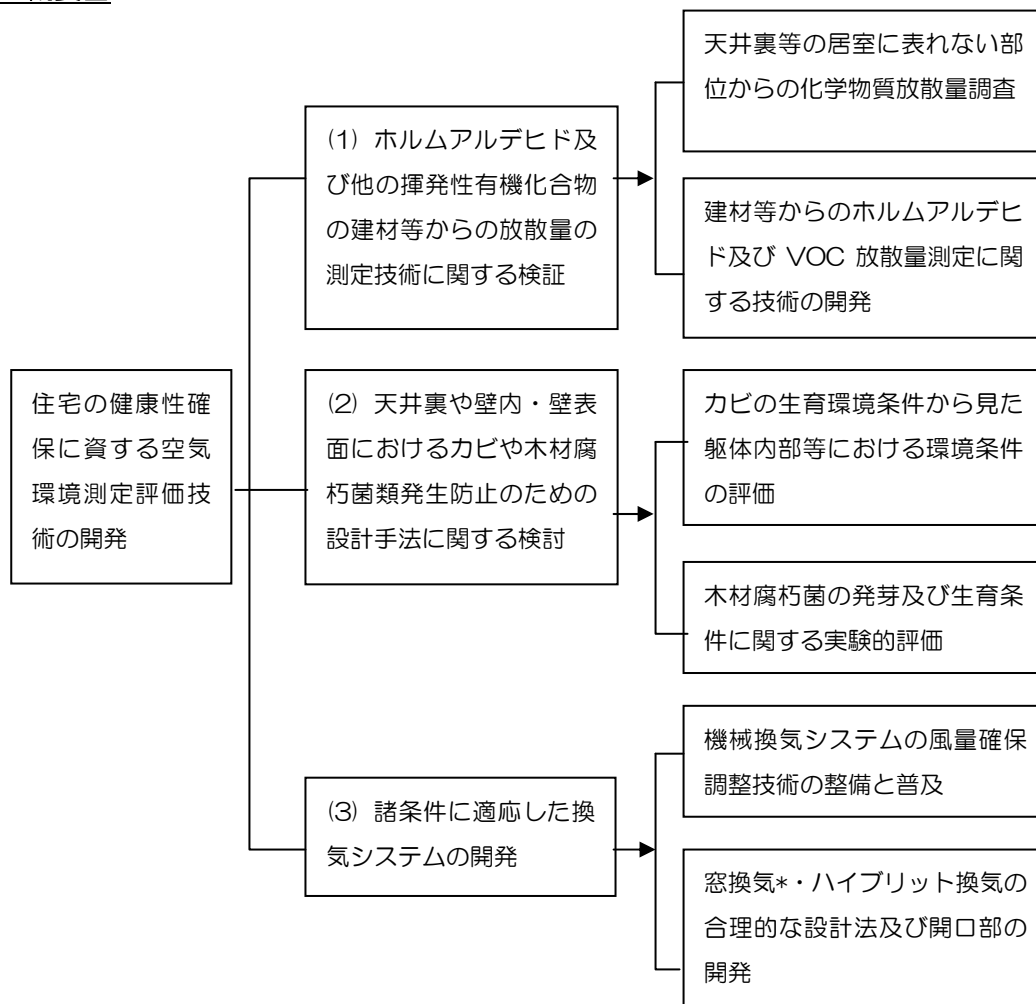 天井裏等の居室に表れない部
位からの化学物質放散量調査
(1) ホルムアルデヒド及
び他の揮発性有機化合物
の建材等からの放散量の
測定技術に関する検証
建材等からのホルムアルデヒ
ド及び VOC 放散量測定に関
する技術の開発
住宅の健康性確
保に資する空気
環境測定評価技
術の開発
(2) 天井裏や壁内・壁表
面におけるカビや木材腐
朽菌類発生防止のための
設計手法に関する検討
カビの生育環境条件から見た
躯体内部等における環境条件
の評価
木材腐朽菌の発芽及び生育条
件に関する実験的評価
機械換気システムの風量確保
調整技術の整備と普及
(3) 諸条件に適応した換
気システムの開発
窓換気*・ハイブリット換気の
合理的な設計法及び開口部の
開発